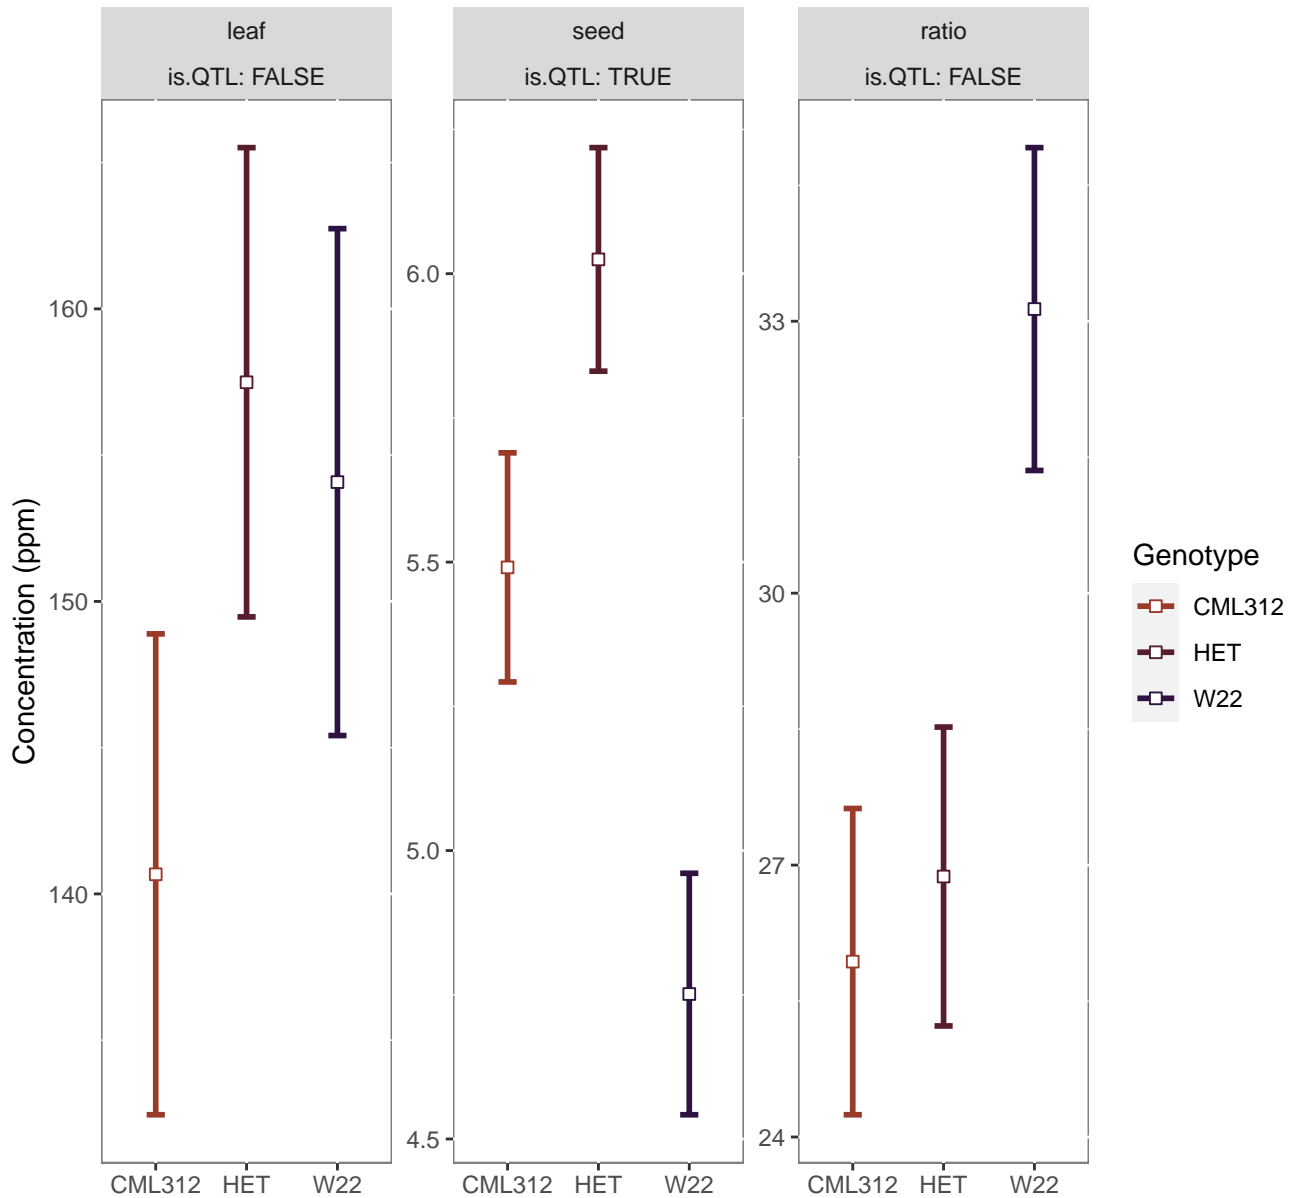 leaf
is.QTL: FALSE
seed
is.QTL: TRUE
ratio
is.QTL: FALSE
Concentration (ppm)
160
150
140
6.0
5.5
5.0
4.5
33
30
27
24
CML312 HET W22
CML312 HET W22
CML312 HET W22
Genotype
CML312
HET
W22